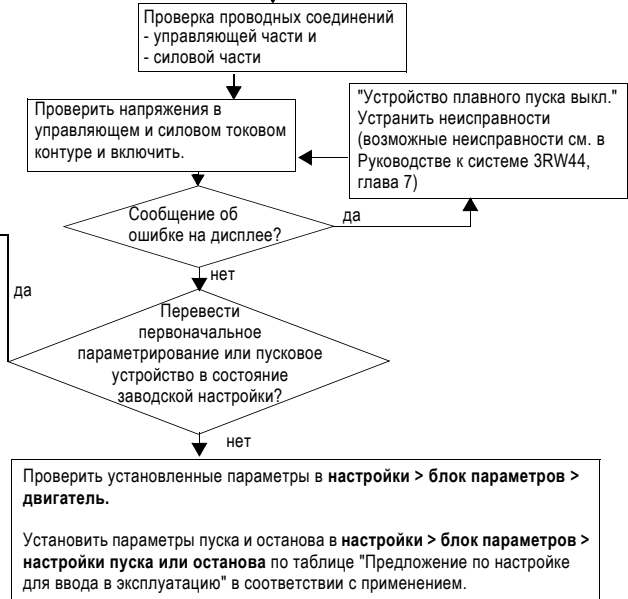 Проверка проводных соединений
- управляющей части и
- силовой части
Проверить напряжения в
управляющем и силовом токовом
контуре и включить.
"Устройство плавного пуска выкл."
Устранить неисправности
(возможные неисправности см. в
Руководстве к системе 3RW44,
глава 7)
Сообщение об
ошибке на дисплее?
да
нет
да
Перевести
первоначальное
параметрирование или пусковое
устройство в состояние
заводской настройки?
нет
Проверить установленные параметры в настройки > блок параметров >
двигатель.
Установить параметры пуска и останова в настройки > блок параметров >
настройки пуска или останова по таблице "Предложение по настройке
для ввода в эксплуатацию" в соответствии с применением.